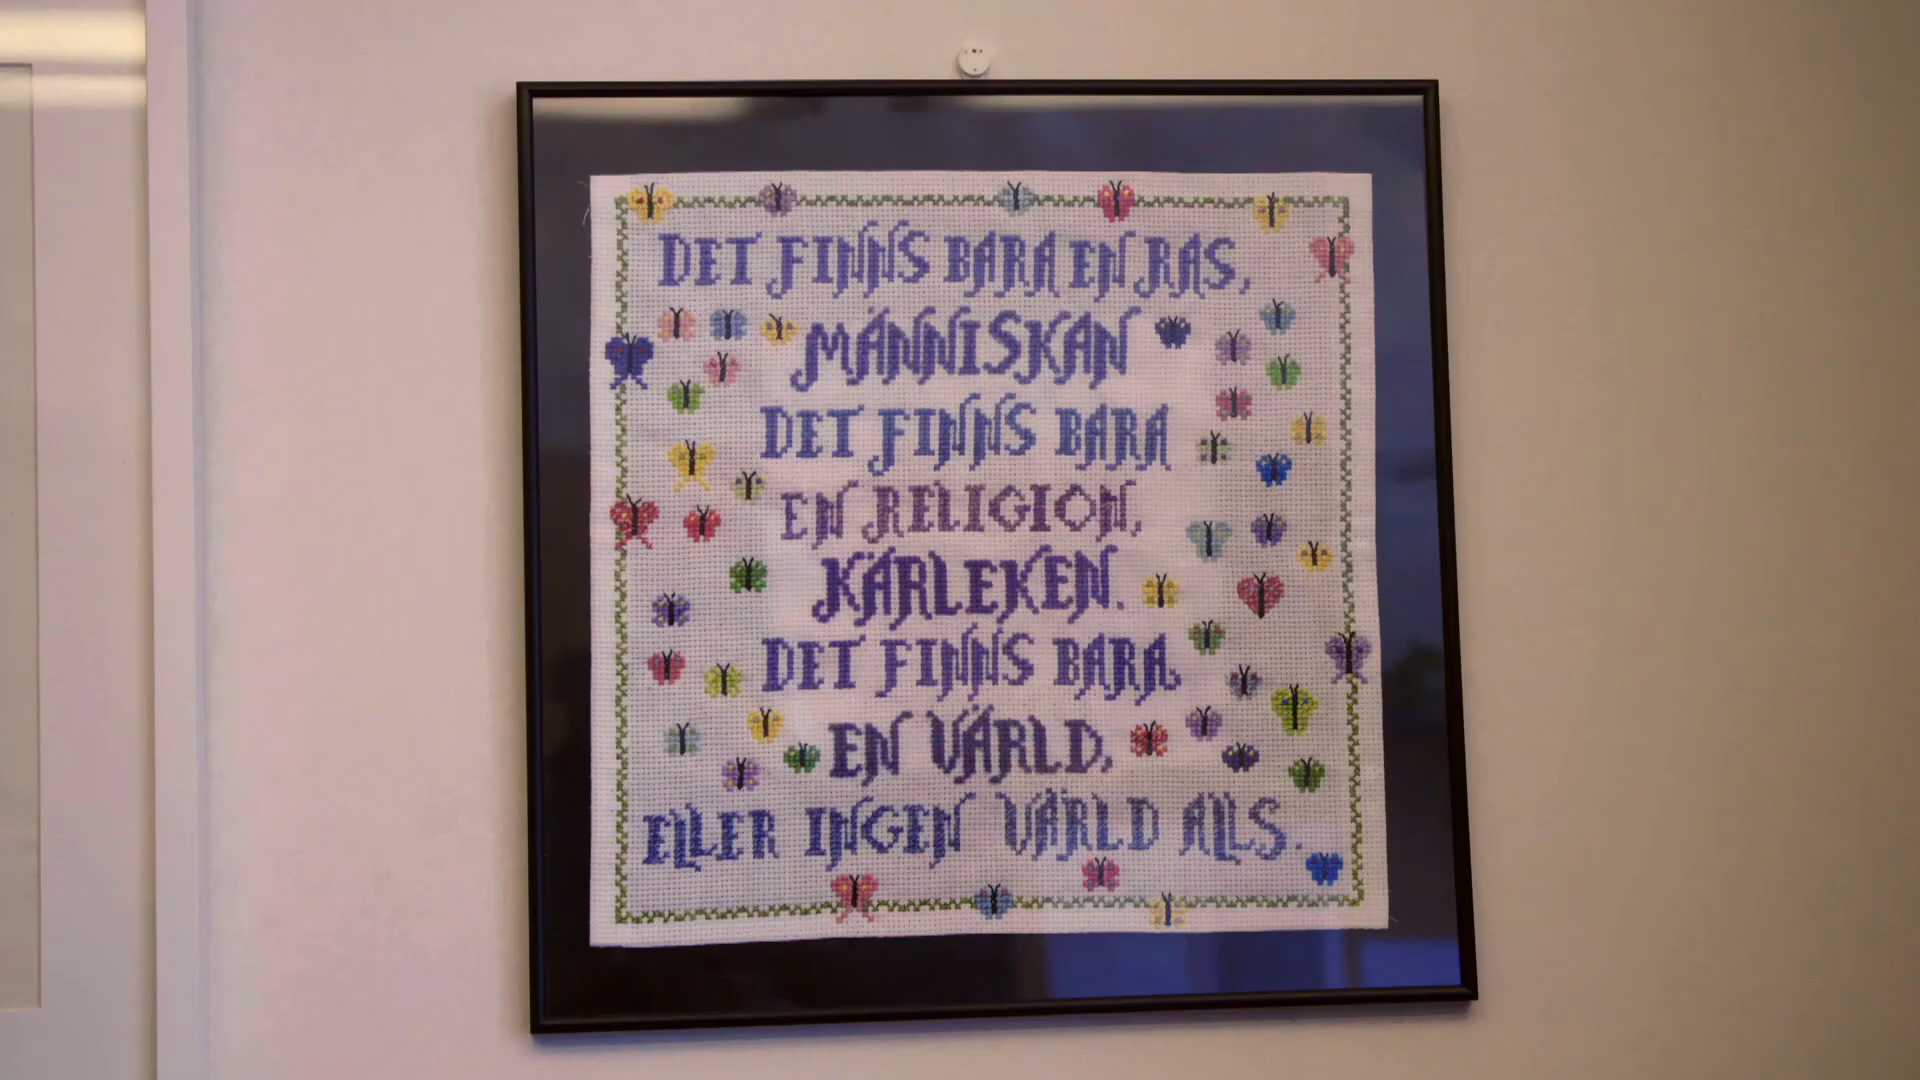 DET FINNS BARA EN RAS,
MÄNNISKAN
DET FINNS BARA
EN RELIGION,
KÄRLEKEN.
DET FINNS BARA
EN VÄRLD,
ELLER INGEN VÄRLD ALLS.